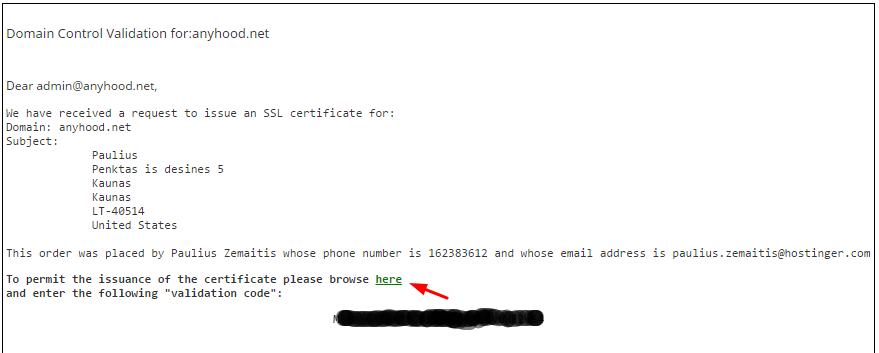 Domain Control Validation for:anyhood.net
Dear admin@anyhood.net,
We have received a request to issue an SSL certificate for:
Domain: anyhood.net
Subject:
Paulius
Penktas is desines 5
Kaunas
Kaunas
LT-40514
United States
This order was placed by Paulius Zemaitis whose phone number is 162383612 and whose email address is paulius.zemaitis@hostinger.com
To permit the issuance of the certificate please browse here
and enter the following "validation code":